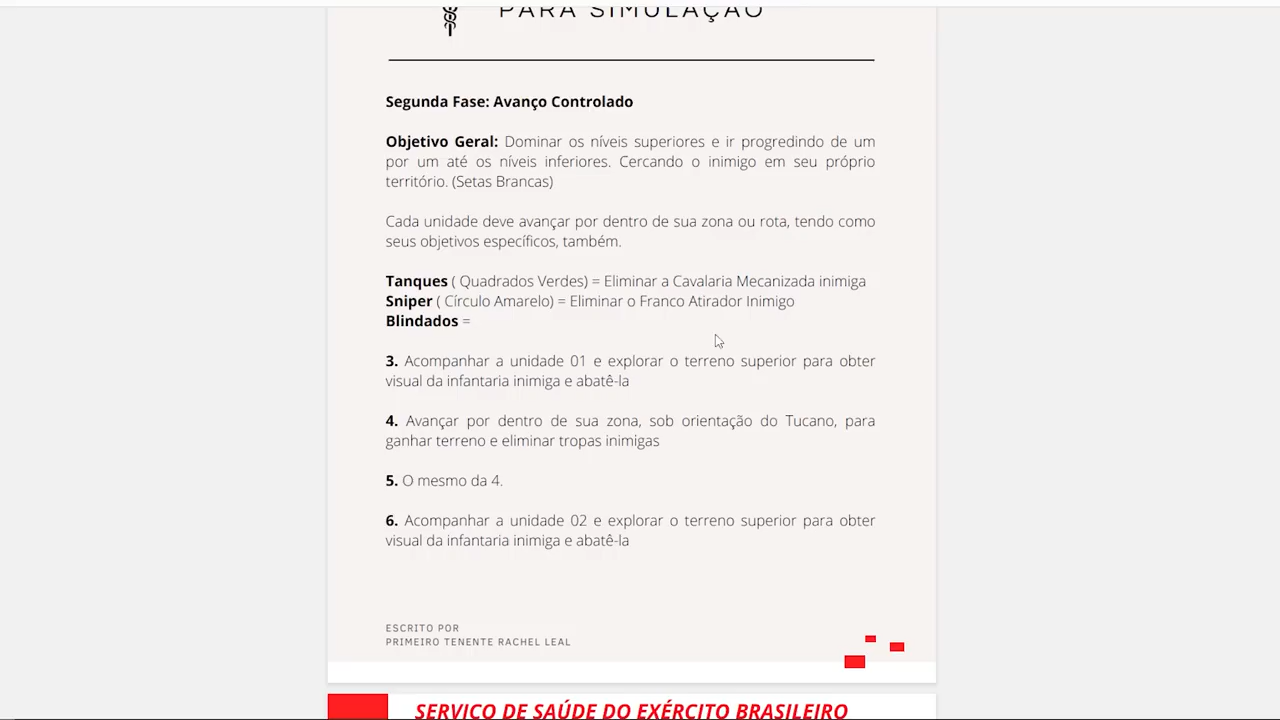 PARA SIMULAÇÃO
Segunda Fase: Avanço Controlado
Objetivo Geral: Dominar os níveis superiores e ir progredindo de um
por um até os níveis inferiores. Cercando o inimigo em seu próprio
território. (Setas Brancas)
Cada unidade deve avançar por dentro de sua zona ou rota, tendo como
seus objetivos específicos, também.
Tanques ( Quadrados Verdes) = Eliminar a Cavalaria Mecanizada inimiga
Sniper ( Círculo Amarelo) = Eliminar o Franco Atirador Inimigo
Blindados =
3. Acompanhar a unidade 01 e explorar o terreno superior para obter
visual da infantaria inimiga e abatê-la
4. Avançar por dentro de sua zona, sob orientação do Tucano, para
ganhar terreno e eliminar tropas inimigas
5. O mesmo da 4.
6. Acompanhar a unidade 02 e explorar o terreno superior para obter
visual da infantaria inimiga e abatê-la
ESCRITO POR
PRIMEIRO TENENTE RACHEL LEAL
SERVIÇO DE SAÚDE DO EXÉRCITO BRASILEIRO